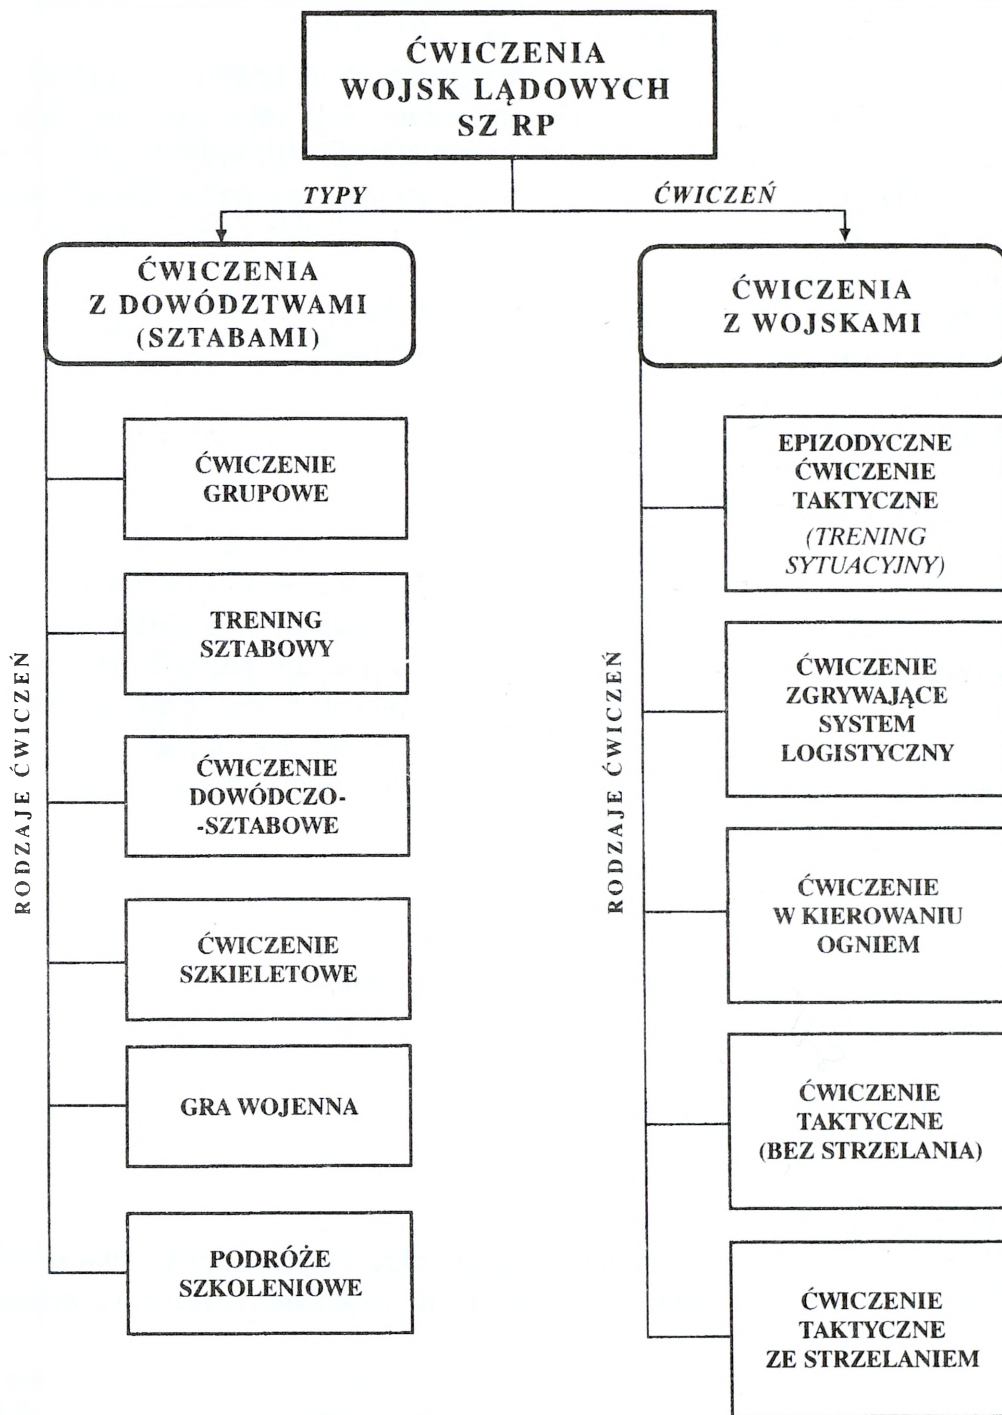 ĆWICZENIA
WOJSK LĄDOWYCH
SZ RP
TYPY
ĆWICZEŃ
ĆWICZENIA
Z DOWÓDZTWAMI
(SZTABAMI)
RODZAJE ĆWICZEŃ
ĆWICZENIE
GRUPOWE
TRENING
SZTABOWY
ĆWICZENIE
DOWÓDCZO-
-SZTABOWE
ĆWICZENIE
SZKIELETOWE
GRA WOJENNA
PODRÓŻE
SZKOLENIOWE
ĆWICZENIA
Z WOJSKAMI
RODZAJE ĆWICZEŃ
EPIZODYCZNE
ĆWICZENIE
TAKTYCZNE
(TRENING
SYTUACYJNY)
ĆWICZENIE
ZGRYWAJĄCE
SYSTEM
LOGISTYCZNY
ĆWICZENIE
W KIEROWANIU
OGNIEM
ĆWICZENIE
TAKTYCZNE
(BEZ STRZELANIA)
ĆWICZENIE
TAKTYCZNE
ZE STRZELANIEM